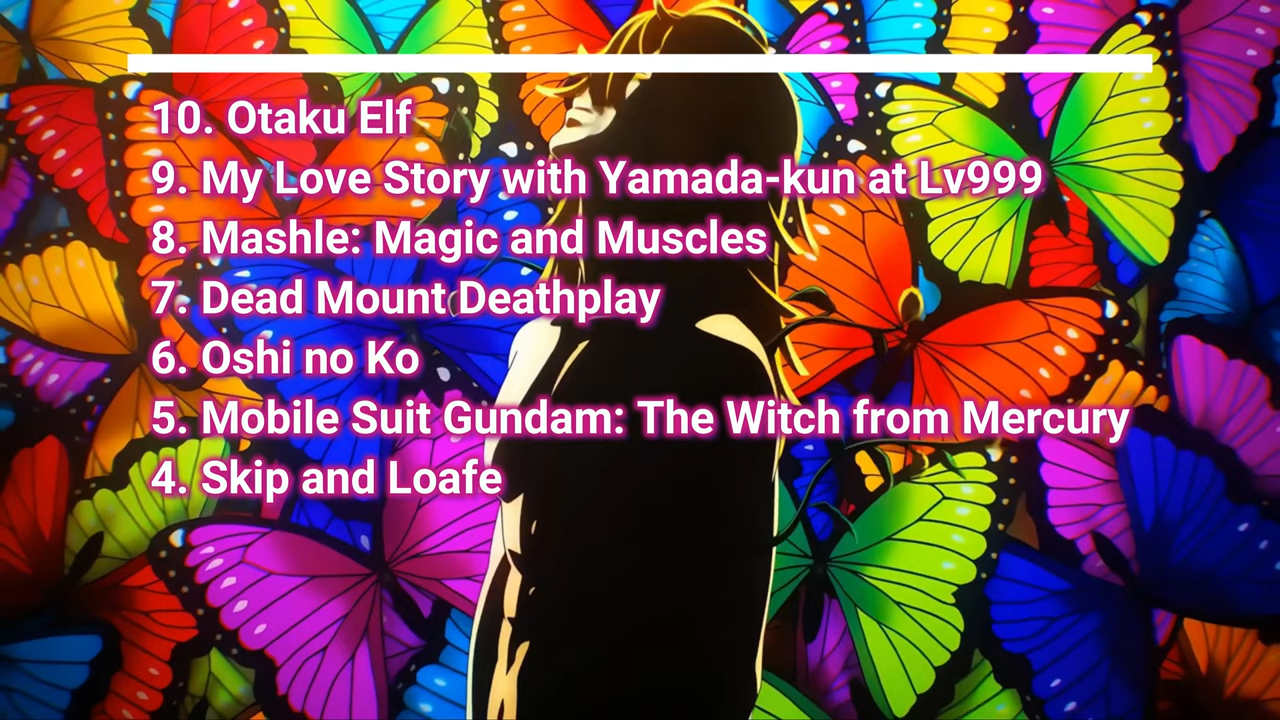 10. Otaku Elf
9. My Love Story with Yamada-kun at Lv999
8. Mashle: Magic and Muscles
7. Dead Mount Deathplay
6. Oshi no Ko
5. Mobile Suit Gundam: The Witch from Mercury
4. Skip and Loafe